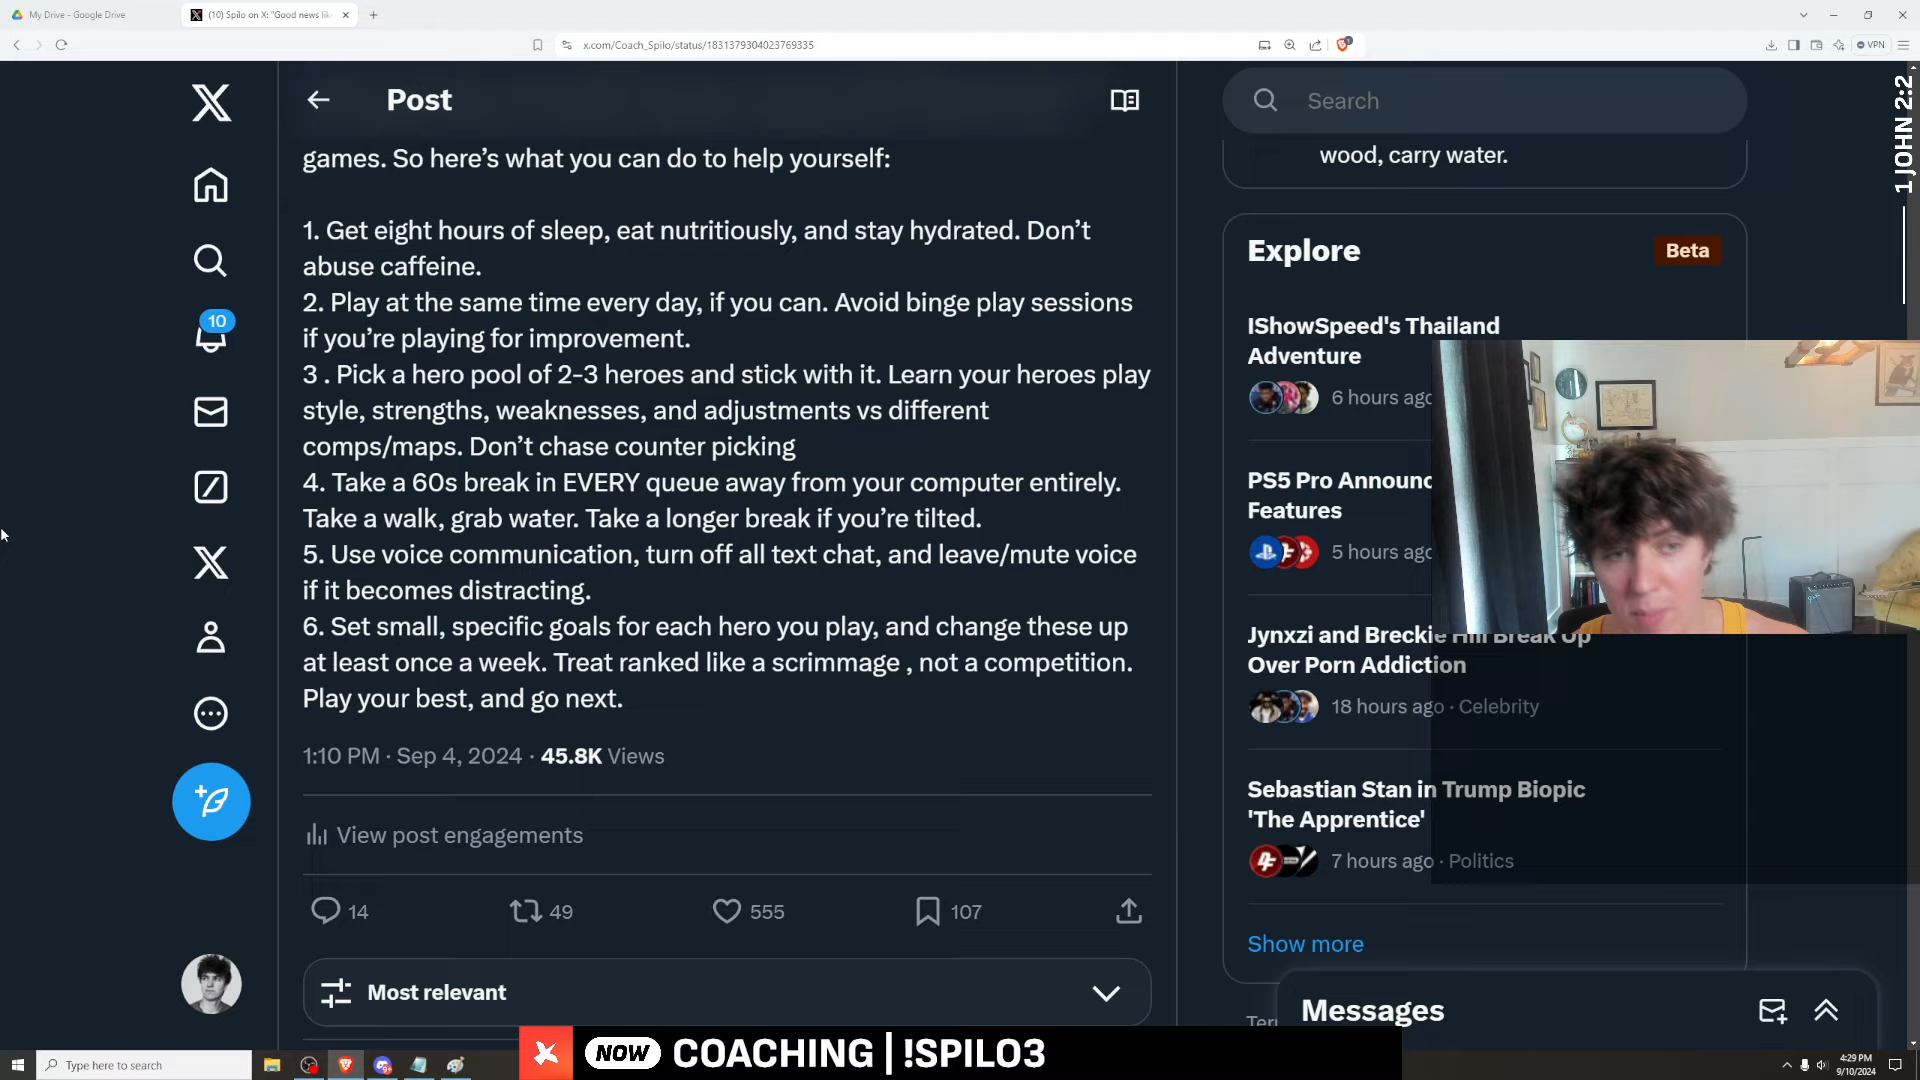 My Drive - Google Drive
(10) Spilo on X: "Good news lik
x.com/Coach_Spilo/status/1831379304023769335
VPN
Post
games. So here's what you can do to help yourself:
1. Get eight hours of sleep, eat nutritiously, and stay hydrated. Don't
abuse caffeine.
2. Play at the same time every day, if you can. Avoid binge play sessions
if you're playing for improvement.
3 . Pick a hero pool of 2-3 heroes and stick with it. Learn your heroes play
style, strengths, weaknesses, and adjustments vs different
comps/maps. Don't chase counter picking
4. Take a 60s break in EVERY queue away from your computer entirely.
Take a walk, grab water. Take a longer break if you're tilted.
5. Use voice communication, turn off all text chat, and leave/mute voice
if it becomes distracting.
6. Set small, specific goals for each hero you play, and change these up
at least once a week. Treat ranked like a scrimmage , not a competition.
Play your best, and go next.
1:10 PM · Sep 4, 2024 · 45.8K Views
View post engagements
14
49
555
107
Most relevant
10
Search
wood, carry water.
Explore
Beta
IShowSpeed's Thailand
Adventure
6 hours ago
PS5 Pro Announc
Features
5 hours ago
Jynxzi and Breckie Hill Break Up
Over Porn Addiction
18 hours ago · Celebrity
Sebastian Stan in Trump Biopic
'The Apprentice'
7 hours ago · Politics
Show more
Messages
1 JOHN 2:2
NOW COACHING | !SPILO3
Type here to search
4:29 PM
9/10/2024